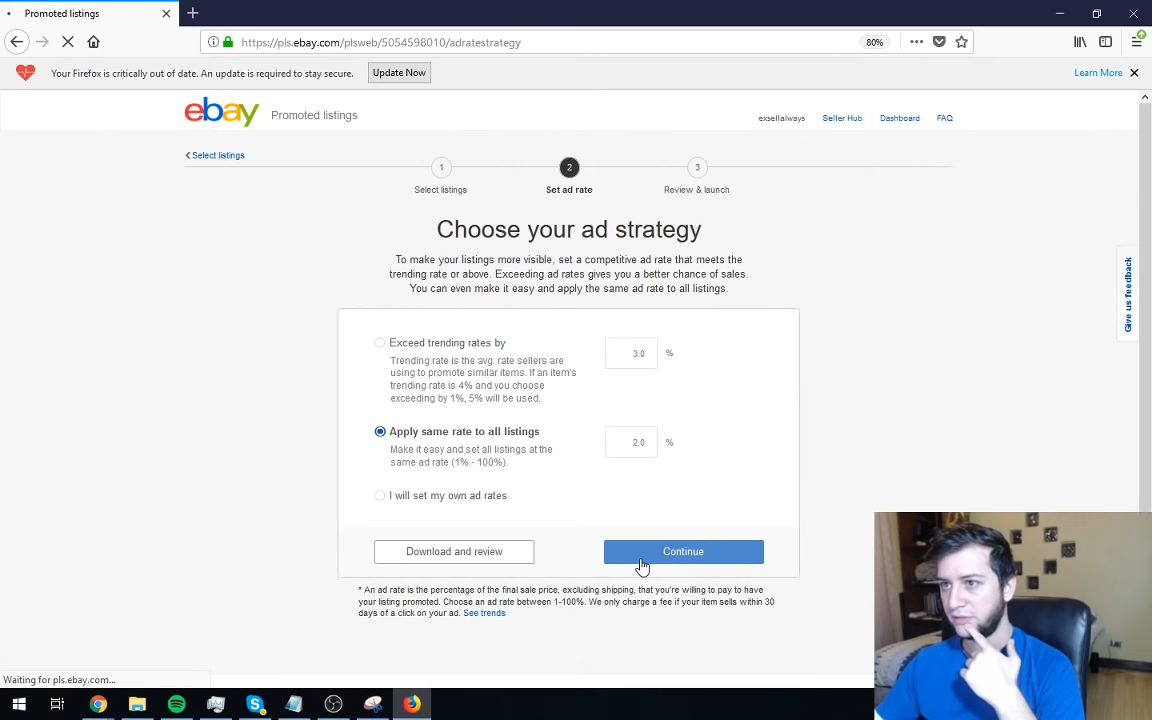 Promoted listings
https://pls.ebay.com/plsweb/5054598010/adratestrategy
80%
Your Firefox is critically out of date. An update is required to stay secure.
Update Now
Learn More
ebay
Promoted listings
exsellalways
Seller Hub
Dashboard
FAQ
Select listings
1
2
3
Select listings
Set ad rate
Review & launch
Choose your ad strategy
To make your listings more visible, set a competitive ad rate that meets the
trending rate or above. Exceeding ad rates gives you a better chance of sales.
You can even make it easy and apply the same ad rate to all listings.
Give us feedback
Exceed trending rates by
3.0 %
Trending rate is the avg. rate sellers are
using to promote similar items. If an item's
trending rate is 4% and you choose
exceeding by 1%, 5% will be used.
Apply same rate to all listings
2.0 %
Make it easy and set all listings at the
same ad rate (1% - 100%).
I will set my own ad rates
Download and review
Continue
* An ad rate is the percentage of the final sale price, excluding shipping, that you're willing to pay to have
your listing promoted. Choose an ad rate between 1-100%. We only charge a fee if your item sells within 30
days of a click on your ad. See trends
Waiting for pls.ebay.com...